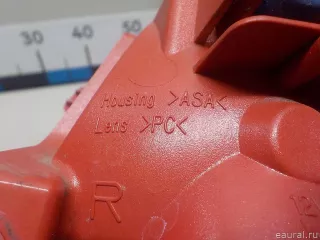 30 40 50
Housing >ASA<
Lens >PC<
R
eaural.ru